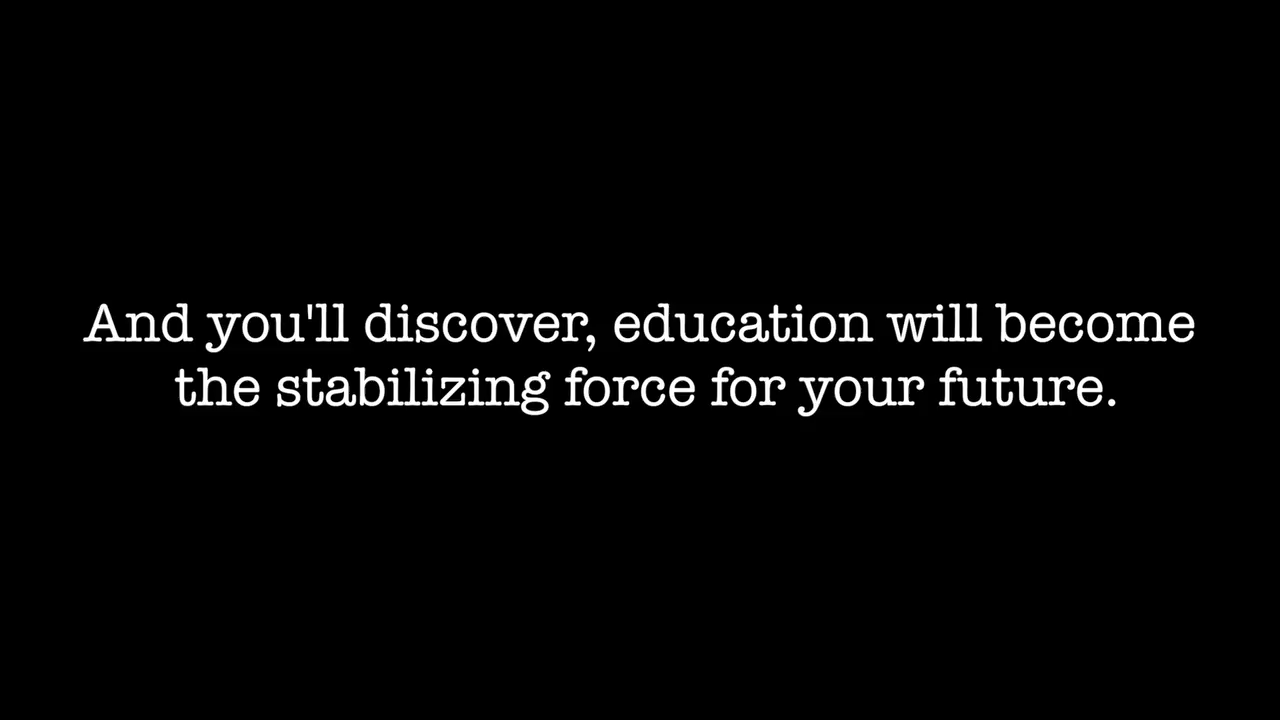 And you'll discover, education will become
the stabilizing force for your future.